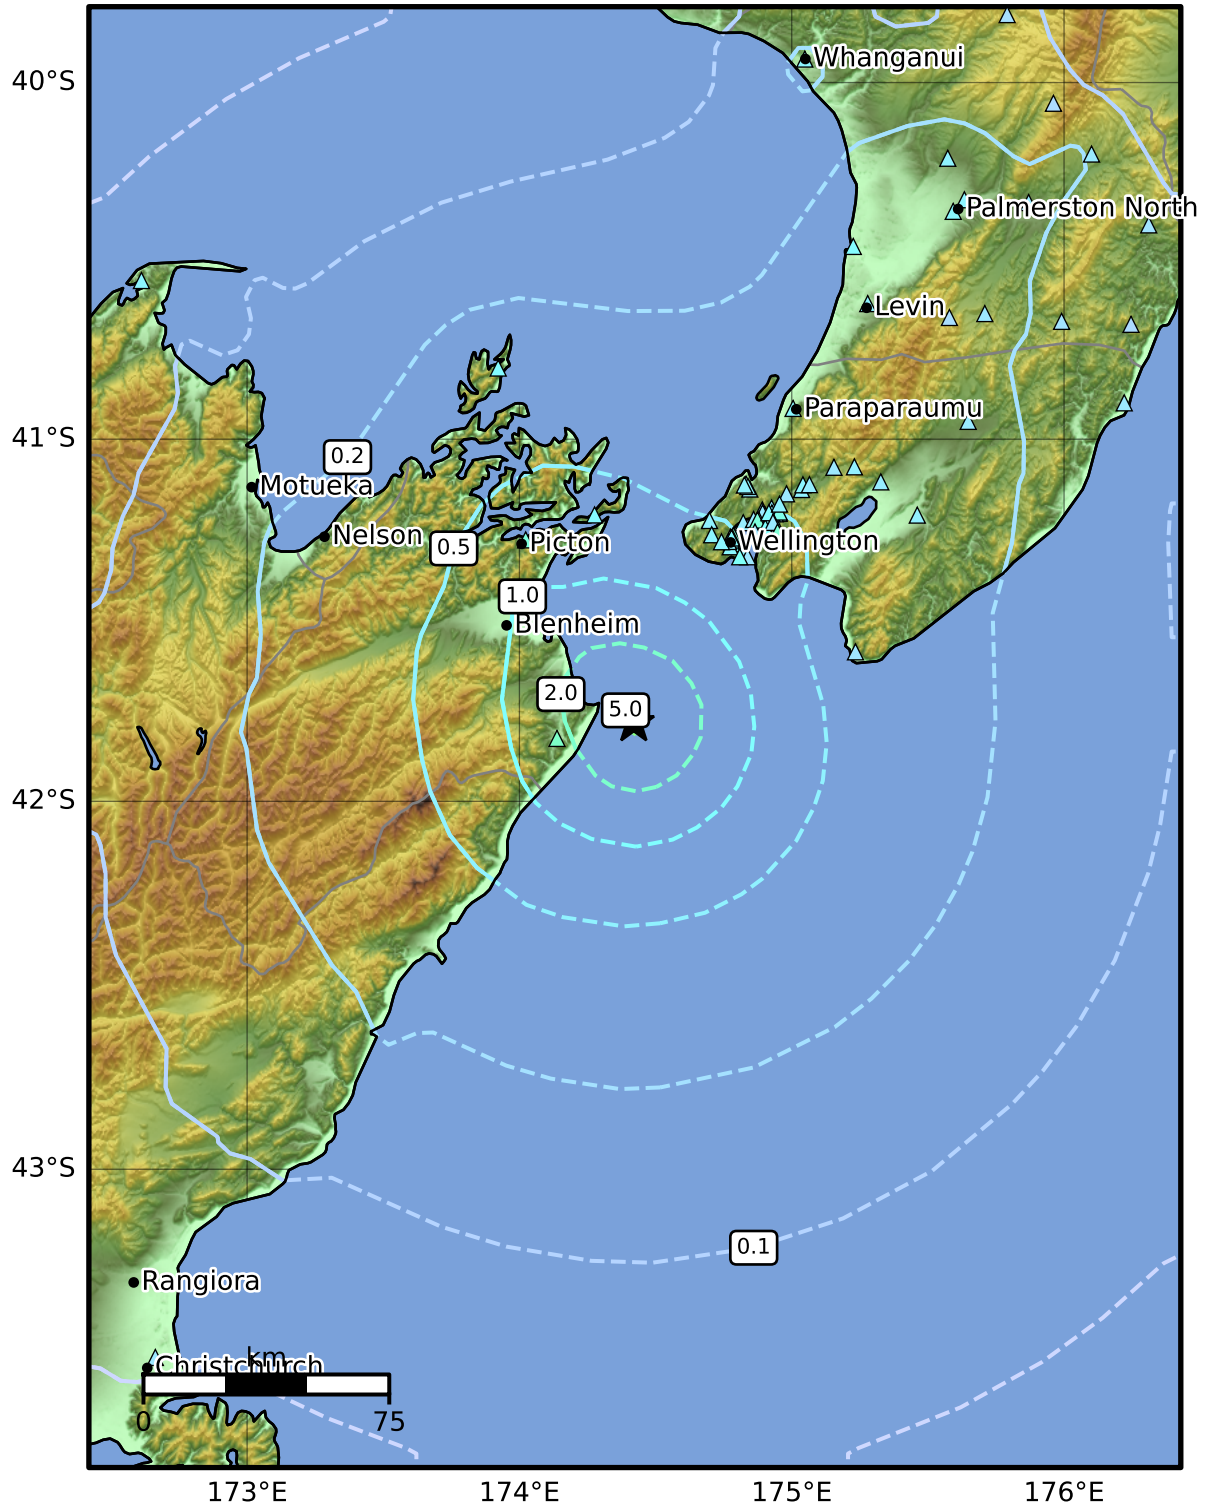 40°S
Whanganui
Palmerston North
Levin
Paraparaumu
41°S
0.2
Motueka
Nelson
0.5
Picton
Wellington
1.0
Blenheim
2.0
5.0
42°S
43°S
0.1
Rangiora
km
Christchurch
0
75
173°E
174°E
175°E
176°E